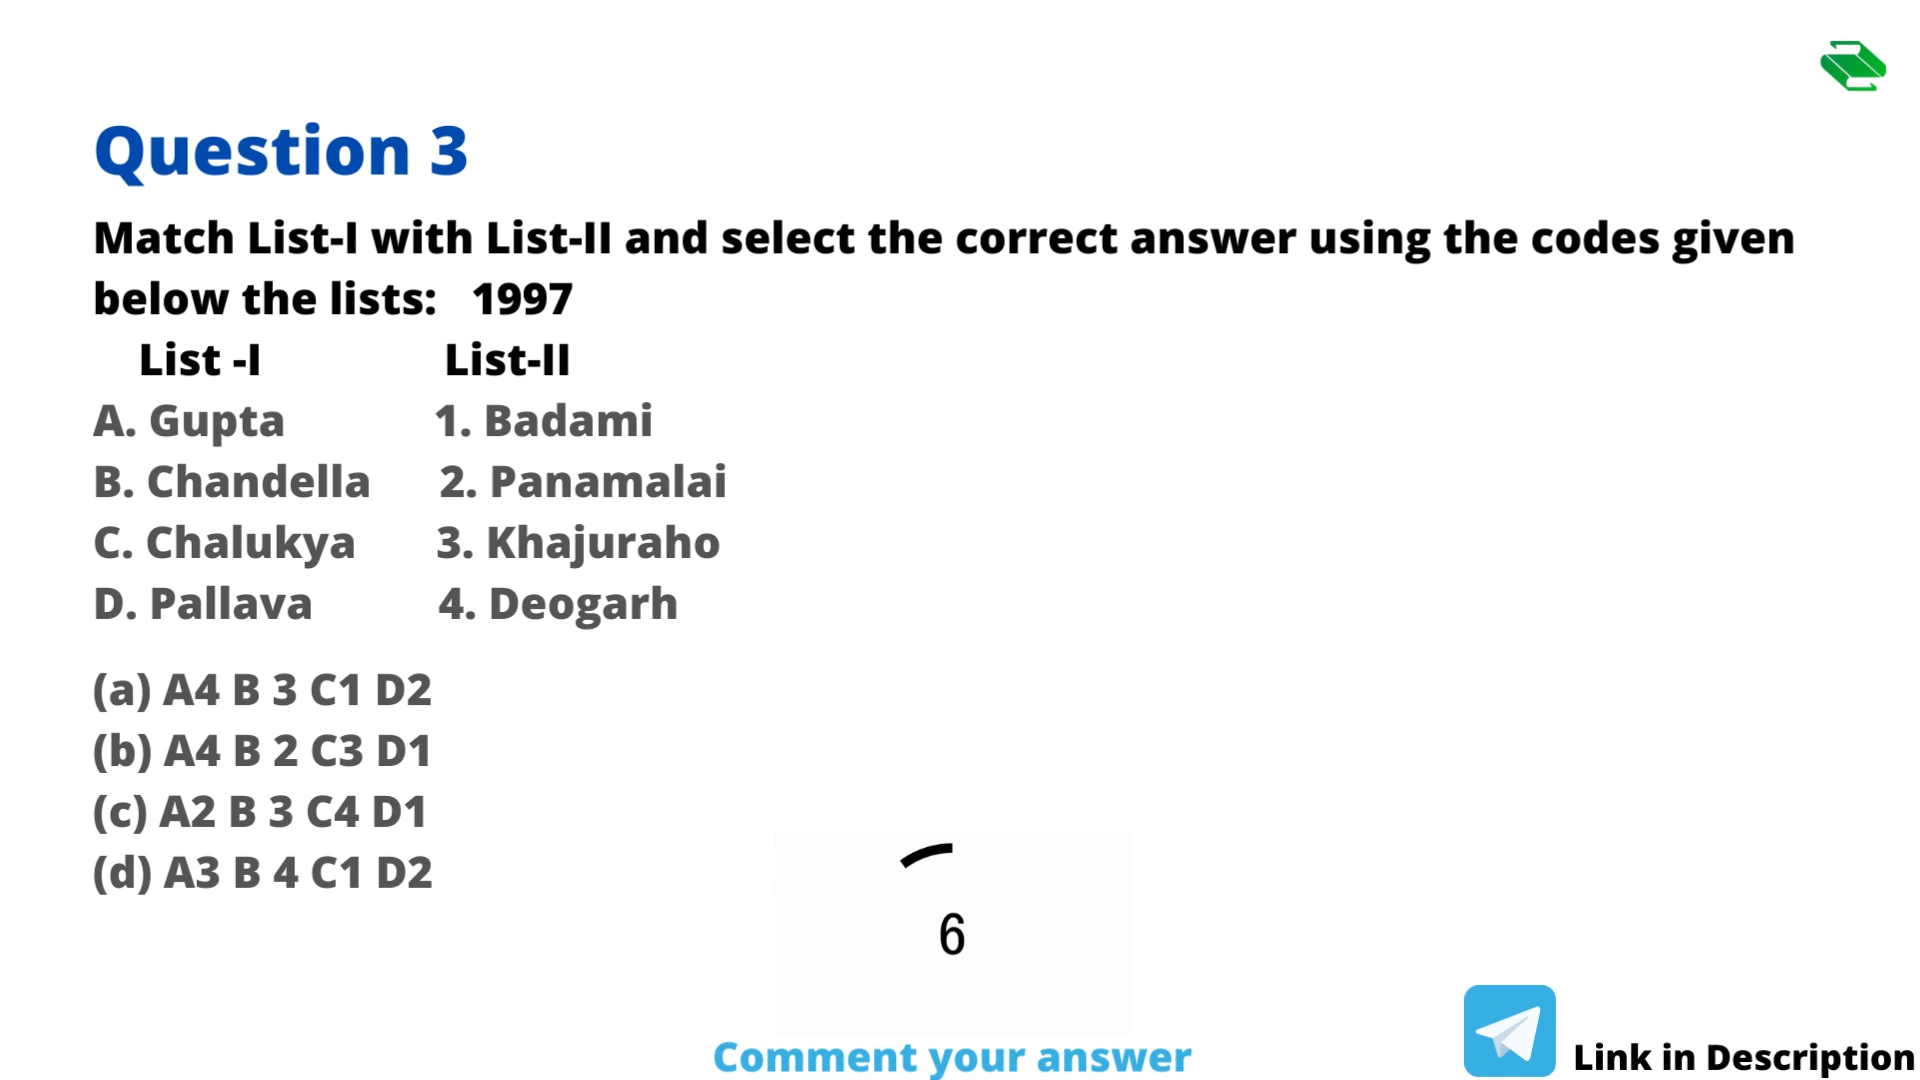 Question 3
Match List-I with List-II and select the correct answer using the codes given
below the lists: 1997
List -I List-II
A. Gupta 1. Badami
B. Chandella 2. Panamalai
C. Chalukya 3. Khajuraho
D. Pallava 4. Deogarh
(a) A4 B 3 C1 D2
(b) A4 B 2 C3 D1
(c) A2 B 3 C4 D1
(d) A3 B 4 C1 D2
6
Comment your answer
Link in Description